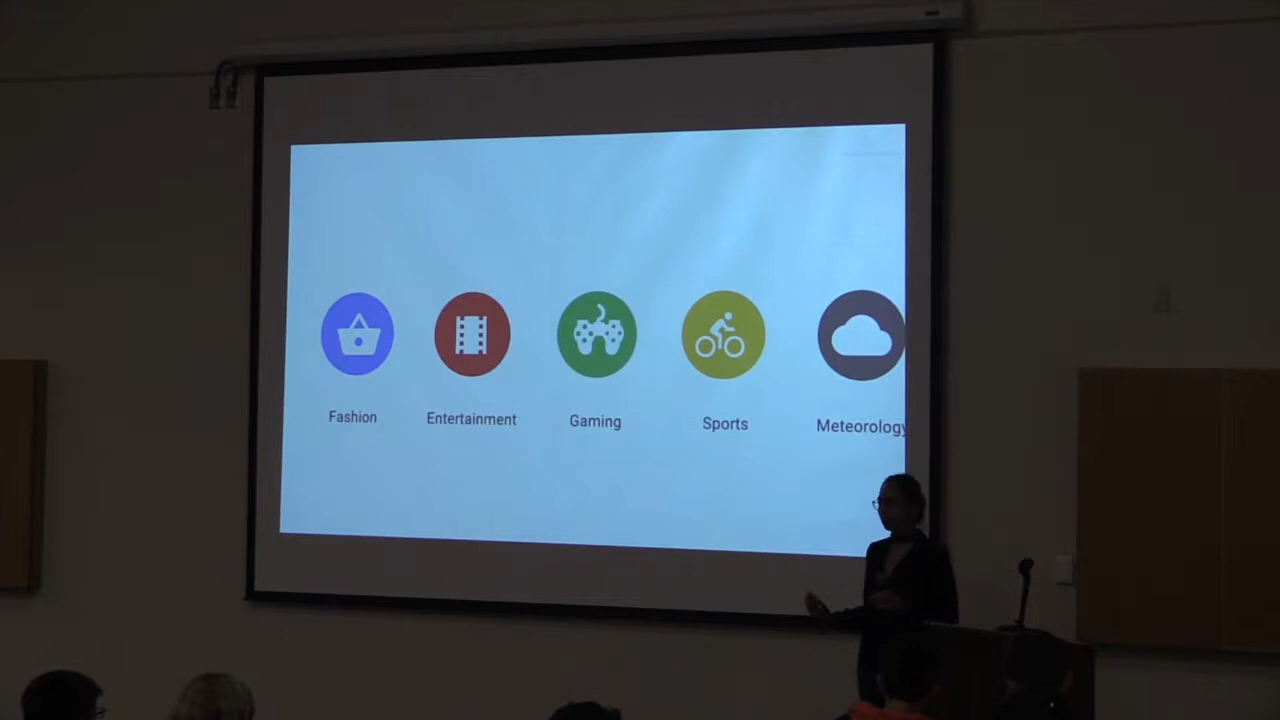 Fashion
Entertainment
Gaming
Sports
Meteorology